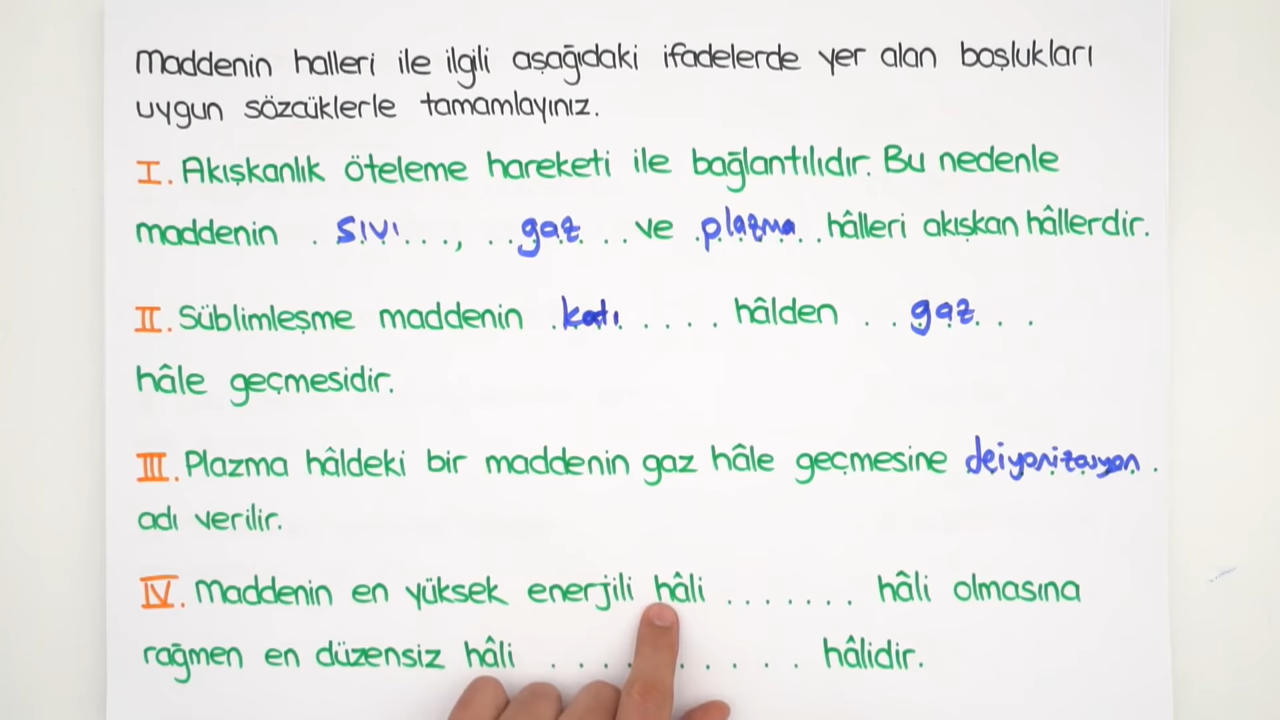 Maddenin halleri ile ilgili aşağıdaki ifadelerde yer alan boşlukları
uygun sözcüklerle tamamlayınız.
I. Akışkanlık öteleme hareketi ile bağlantılıdır. Bu nedenle
maddenin . sıvı..., ..gaz...ve .plazma..hâlleri akışkan hâllerdir.
II. Süblimleşme maddenin .katı.... hâlden ..gaz...
hâle geçmesidir.
III. Plazma hâldeki bir maddenin gaz hâle geçmesine deiyonizasyon.
adı verilir.
IV. Maddenin en yüksek enerjili hâli ....... hâli olmasına
rağmen en düzensiz hâli ......... hâlidir.